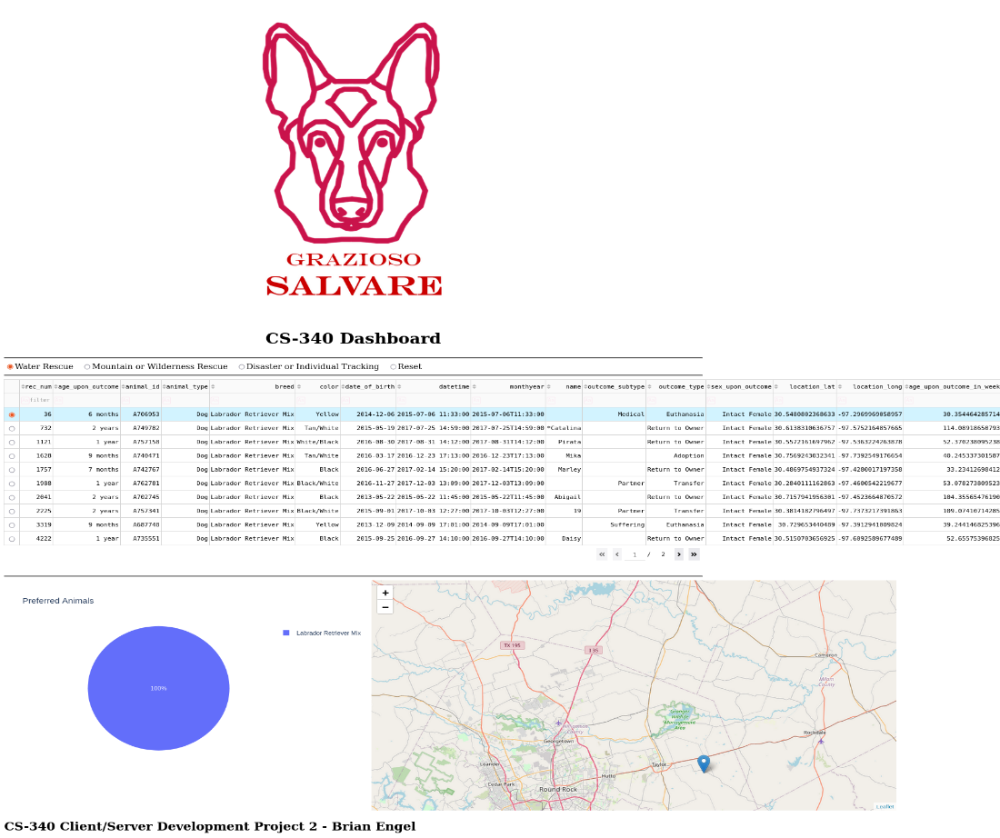 GRAZIOSO
SALVARE
CS-340 Dashboard
Water Rescue Mountain or Wilderness Rescue Disaster or Individual Tracking Reset
rec_num age_upon_outcome animal_id animal_type breed color date_of_birth datetime monthyear name outcome_subtype outcome_type sex_upon_outcome location_lat location_long age_upon_outcome_in_week
filter
36 6 months A706953 Dog Labrador Retriever Mix Yellow 2014-12-06 2015-07-06 11:33:00 2015-07-06T11:33:00 Medical Euthanasia Intact Female 30.5480802368633 -97.2969969058957 30.354464285714
732 2 years A749782 Dog Labrador Retriever Mix Tan/White 2015-05-19 2017-07-25 14:59:00 2017-07-25T14:59:00 *Catalina Return to Owner Intact Female 30.6138310636757 -97.5752164057665 114.08918650793
1121 1 year A757158 Dog Labrador Retriever Mix White/Black 2016-08-30 2017-08-31 14:12:00 2017-08-31T14:12:00 Pirata Return to Owner Intact Female 30.5572161697962 -97.5363224263878 52.370238095238
1628 9 months A740471 Dog Labrador Retriever Mix Tan/White 2016-03-17 2016-12-23 17:13:00 2016-12-23T17:13:00 Mika Adoption Intact Female 30.7569243032341 -97.7392549176654 40.245337301587
1757 7 months A742767 Dog Labrador Retriever Mix Black 2016-06-27 2017-02-14 15:20:00 2017-02-14T15:20:00 Marley Return to Owner Intact Female 30.4869754937324 -97.4280017197358 33.23412698412
1988 1 year A762781 Dog Labrador Retriever Mix Black/White 2016-11-27 2017-12-03 13:09:00 2017-12-03T13:09:00 Partner Transfer Intact Female 30.2840111162863 -97.4600542219677 53.078273809523
2041 2 years A702745 Dog Labrador Retriever Mix Black 2013-05-22 2015-05-22 11:45:00 2015-05-22T11:45:00 Abigail Return to Owner Intact Female 30.7157941956301 -97.4523664870572 104.35565476190
2225 2 years A757341 Dog Labrador Retriever Mix Black/White 2015-09-01 2017-10-03 12:27:00 2017-10-03T12:27:00 19 Partner Transfer Intact Female 30.3814182796497 -97.7373217391863 109.07410714285
3319 9 months A687740 Dog Labrador Retriever Mix Yellow 2013-12-09 2014-09-09 17:01:00 2014-09-09T17:01:00 Suffering Euthanasia Intact Female 30.729653440489 -97.3912941809824 39.244146825396
4222 1 year A735551 Dog Labrador Retriever Mix Black 2015-09-25 2016-09-27 14:10:00 2016-09-27T14:10:00 Daisy Return to Owner Intact Female 30.5150703656925 -97.6092589677489 52.65575396825
« ‹ 1 / 2 › »
Preferred Animals
Labrador Retriever Mix
100%
+
−
TX 195
I 35
Cameron
Milam
County
Granger
Wildlife
Management
Area
Williamson
County
Rockdale
Georgetown
Leander
Taylor
Hutto
Cedar Park
Round Rock
Leaflet
CS-340 Client/Server Development Project 2 - Brian Engel